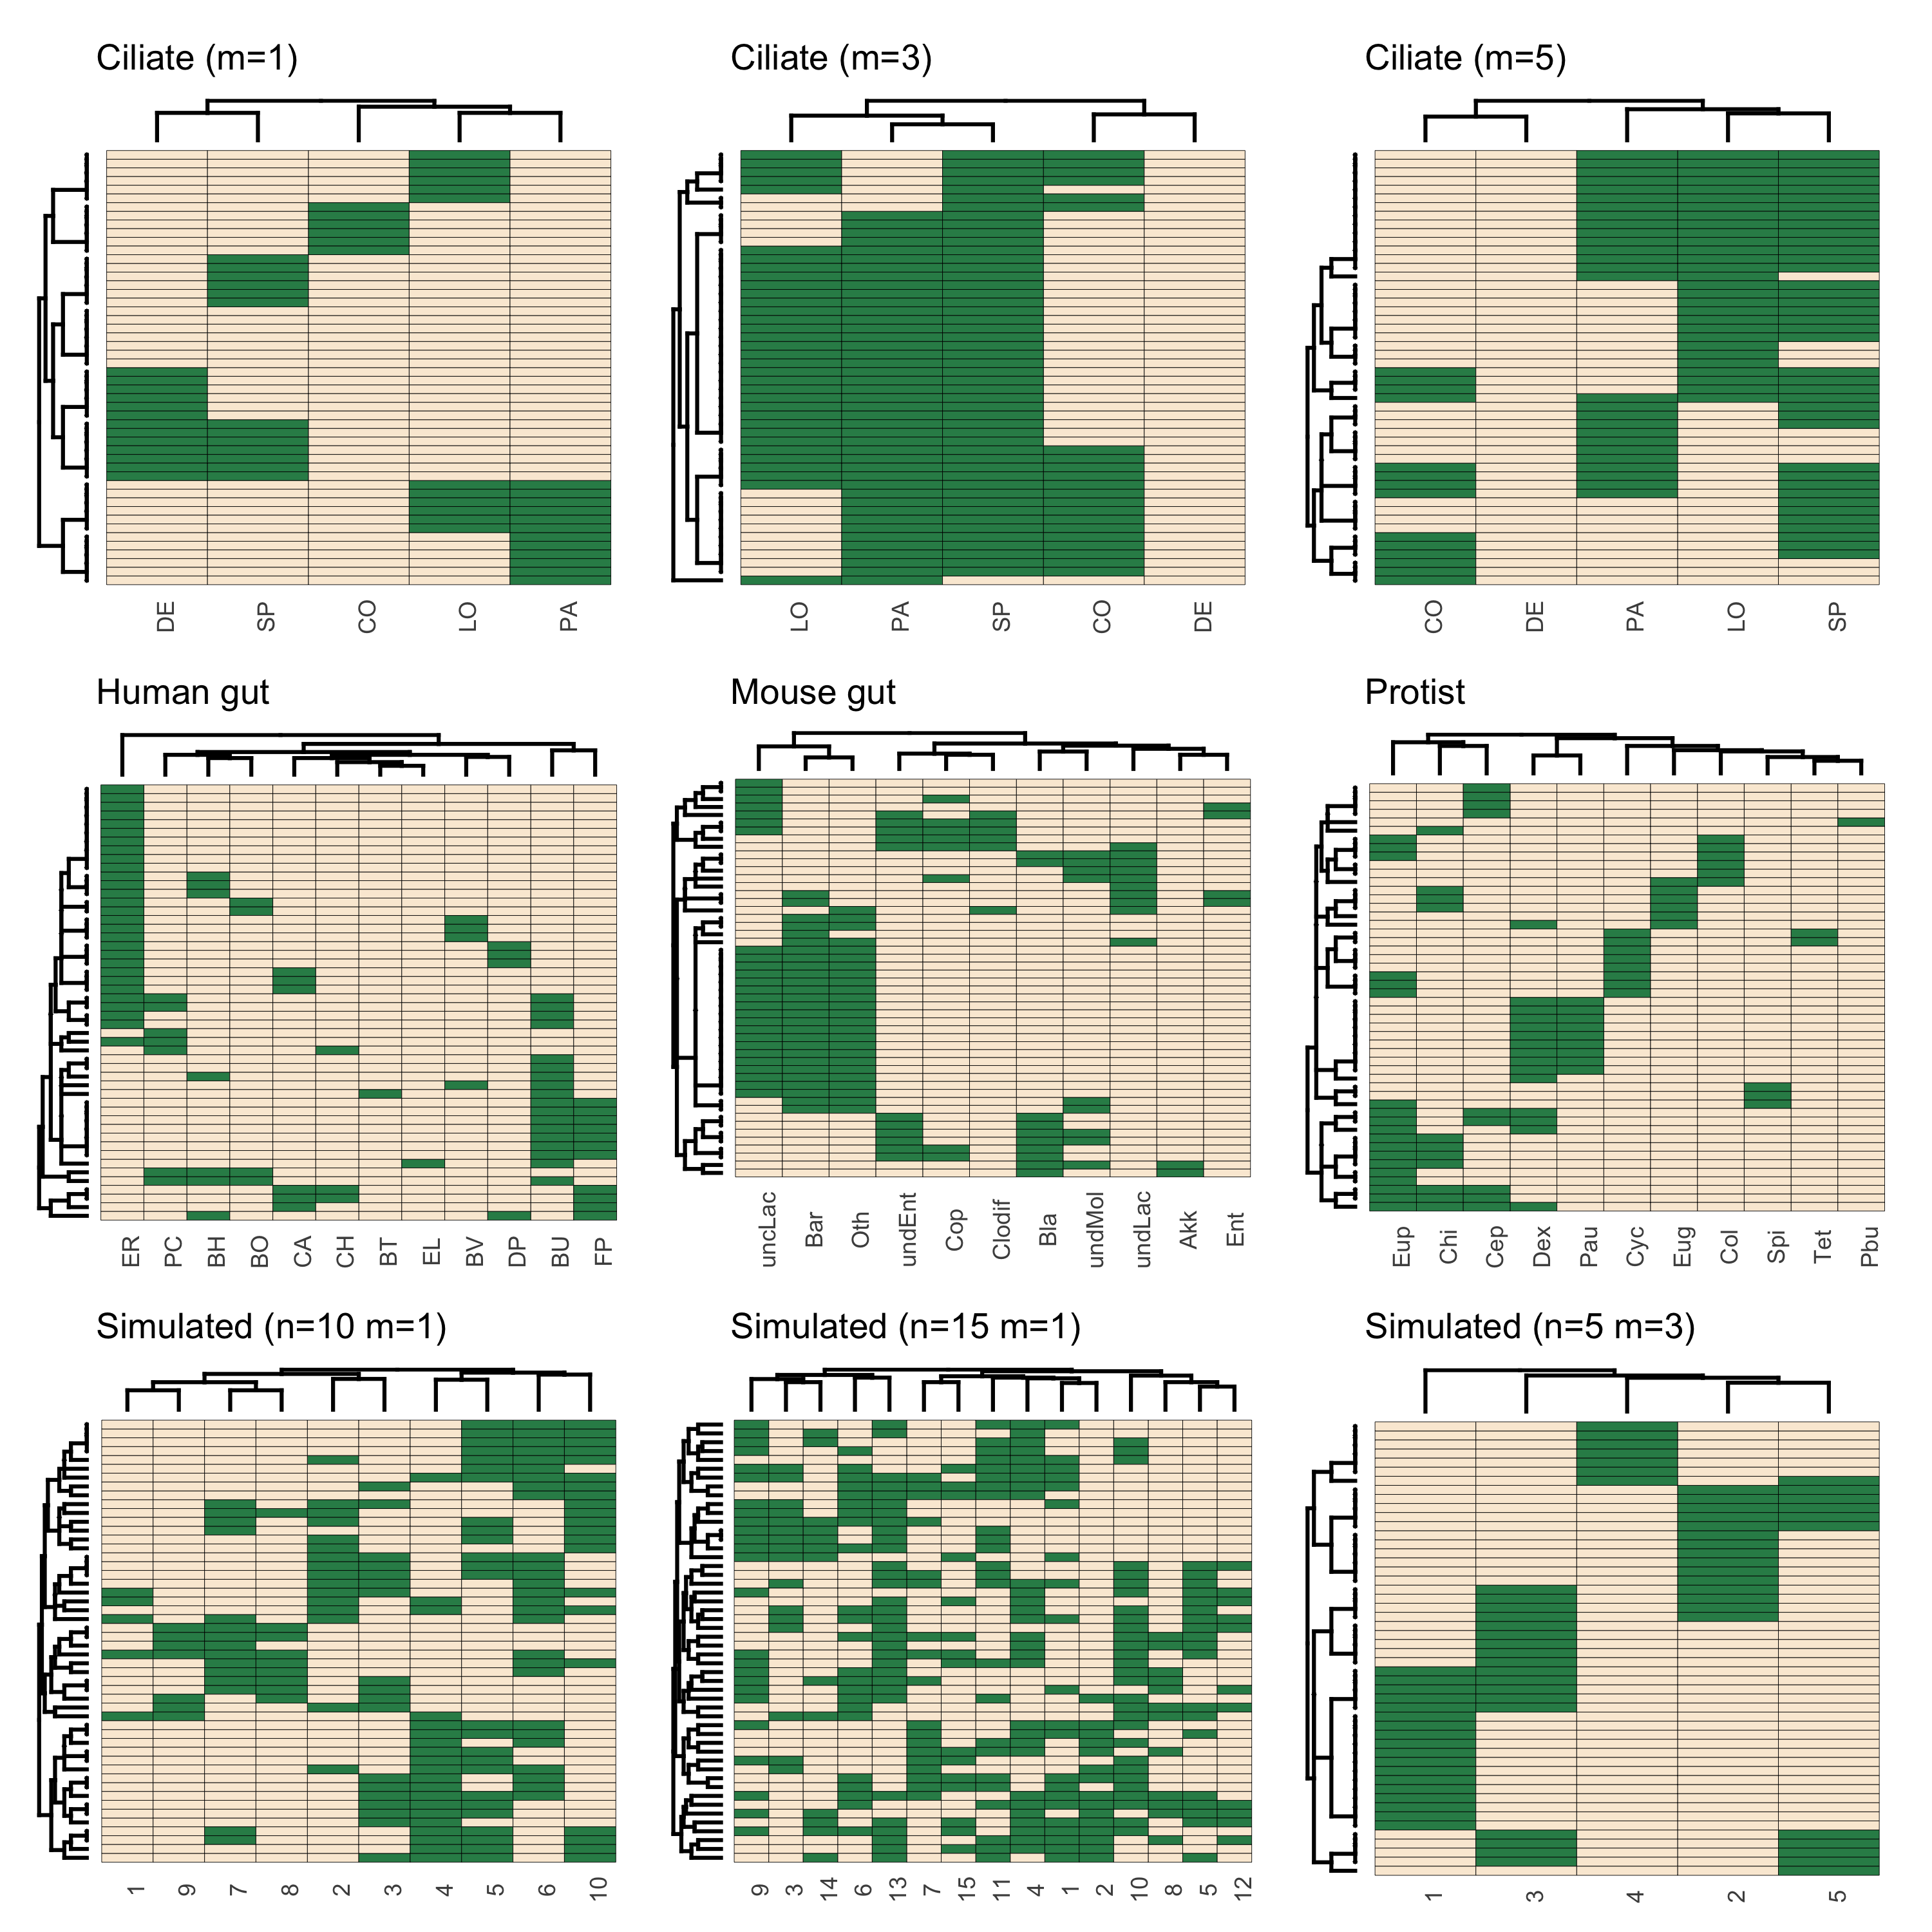 Ciliate (m=1) Ciliate (m=3) Ciliate (m=5)
DE SP CO LO PA LO PA SP CO DE CO DE PA LO SP
Human gut Mouse gut Protist
ER PC BH BO CA CH BT EL BV DP BU FP uncLac Bar Oth undEnt Cop Clodif Bla undMol undLac Akk Ent Eup Chi Cep Dex Pau Cyc Eug Col Spi Tet Pbu
Simulated (n=10 m=1) Simulated (n=15 m=1) Simulated (n=5 m=3)
1 9 7 8 2 3 4 5 6 10 9 3 14 6 13 7 15 11 4 1 2 10 8 5 12 1 3 4 2 5